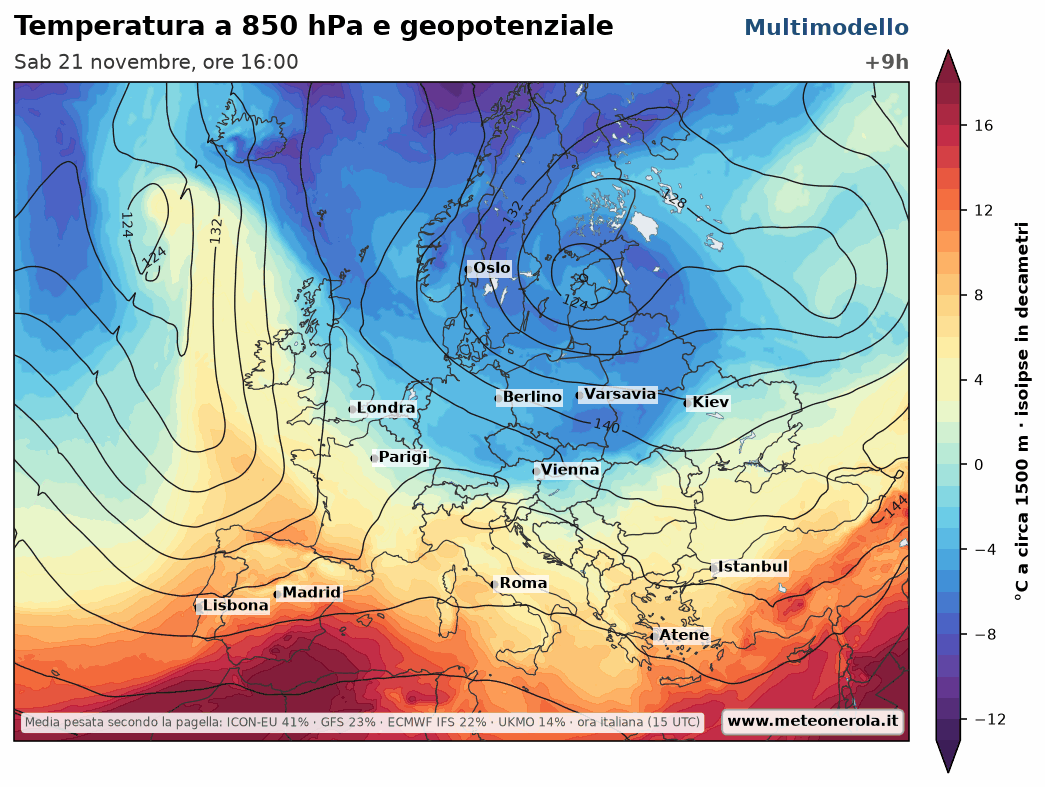 Temperatura a 850 hPa e geopotenziale
Multimodello
Sab 21 novembre, ore 16:00
+9h
124
124
132
132
128
124
140
144
Oslo
Londra
Berlino
Varsavia
Kiev
Parigi
Vienna
Istanbul
Roma
Madrid
Lisbona
Atene
16
12
8
4
0
−4
−8
−12
°C a circa 1500 m · isoipse in decametri
Media pesata secondo la pagella: ICON-EU 41% · GFS 23% · ECMWF IFS 22% · UKMO 14% · ora italiana (15 UTC)
www.meteonerola.it